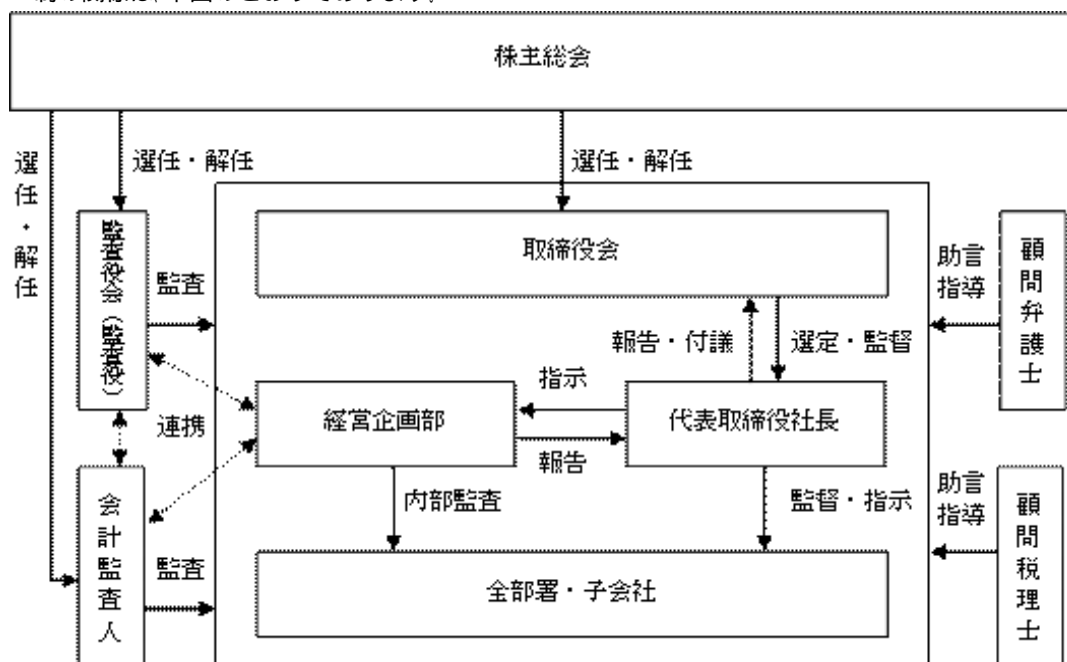 株主総会
選任・解任
選任・解任
選任・解任
監査役会(監査役)
取締役会
顧問弁護士
監査
助言
指導
報告・付議
選定・監督
指示
経営企画部
代表取締役社長
連携
報告
会計監査人
内部監査
監督・指示
助言
指導
顧問税理士
監査
全部署・子会社